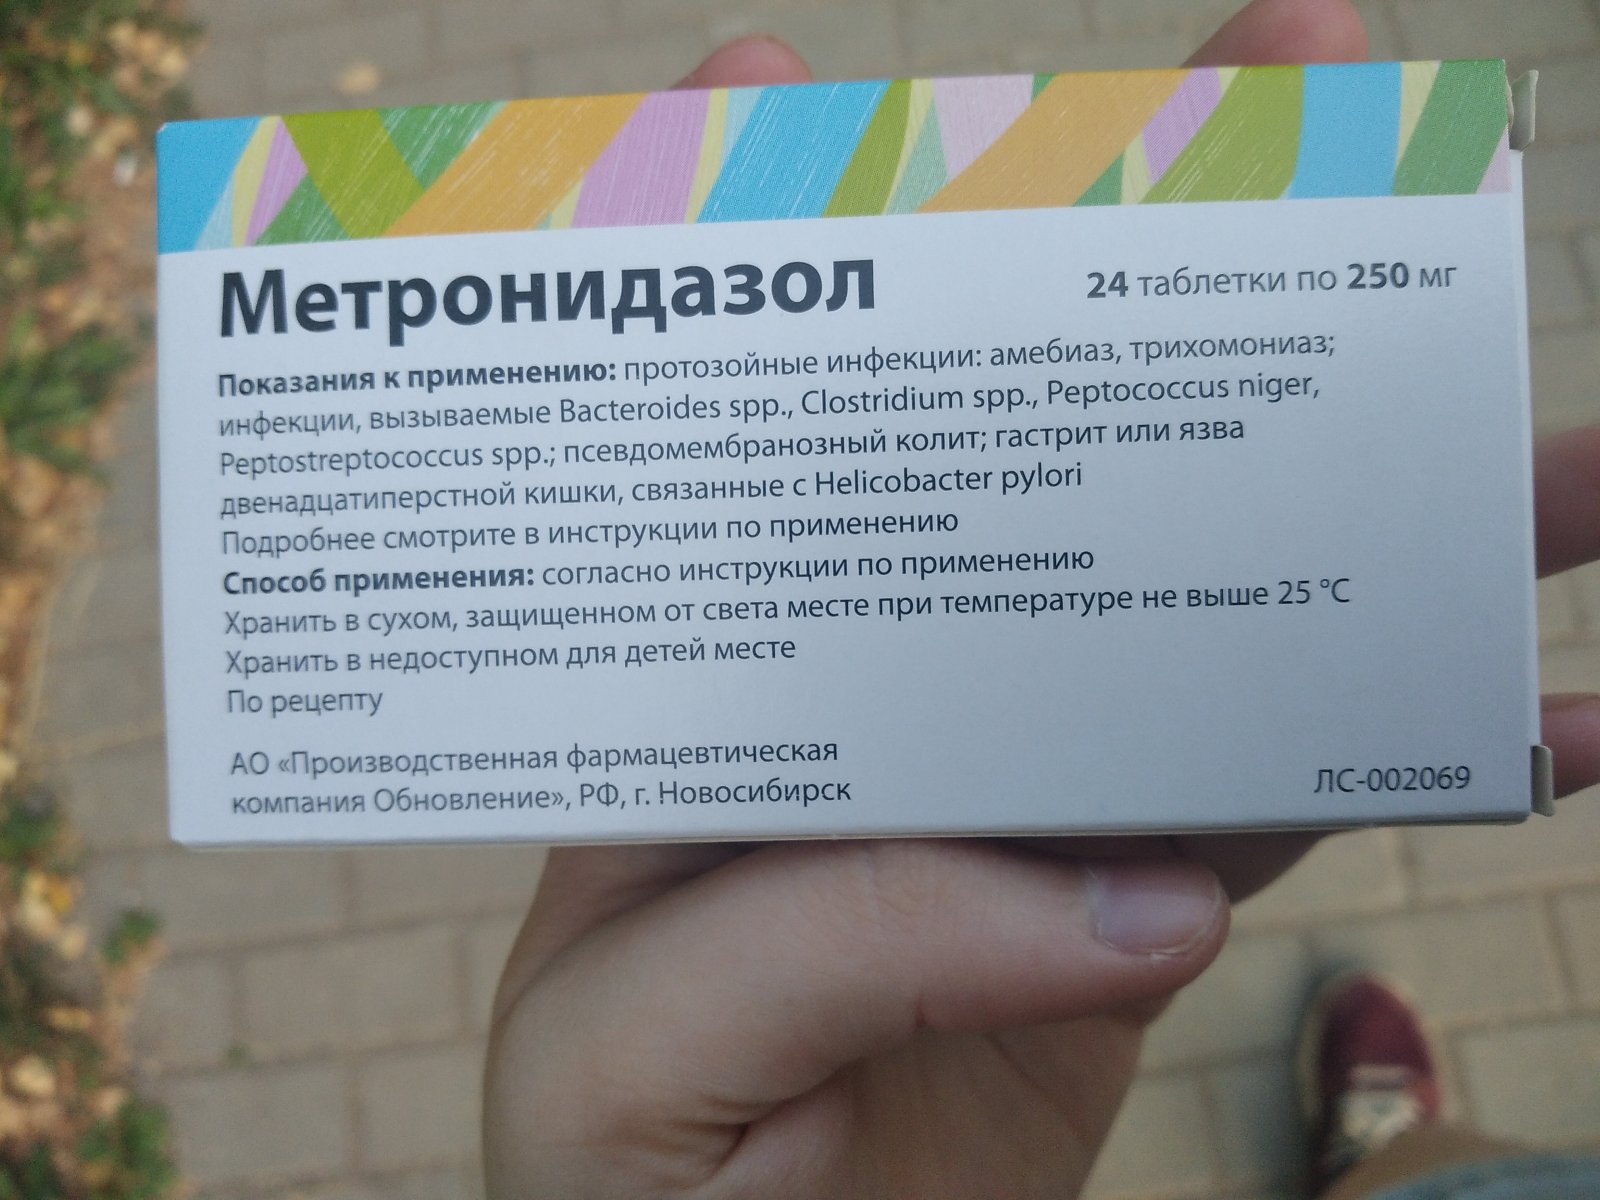 Метронидазол
24 таблетки по 250 мг
Показания к применению: протозойные инфекции: амебиаз, трихомониаз;
инфекции, вызываемые Bacteroides spp., Clostridium spp., Peptococcus niger,
Peptostreptococcus spp.; псевдомембранозный колит; гастрит или язва
двенадцатиперстной кишки, связанные с Helicobacter pylori
Подробнее смотрите в инструкции по применению
Способ применения: согласно инструкции по применению
Хранить в сухом, защищенном от света месте при температуре не выше 25 °C
Хранить в недоступном для детей месте
По рецепту
АО «Производственная фармацевтическая
компания Обновление», РФ, г. Новосибирск
ЛС-002069